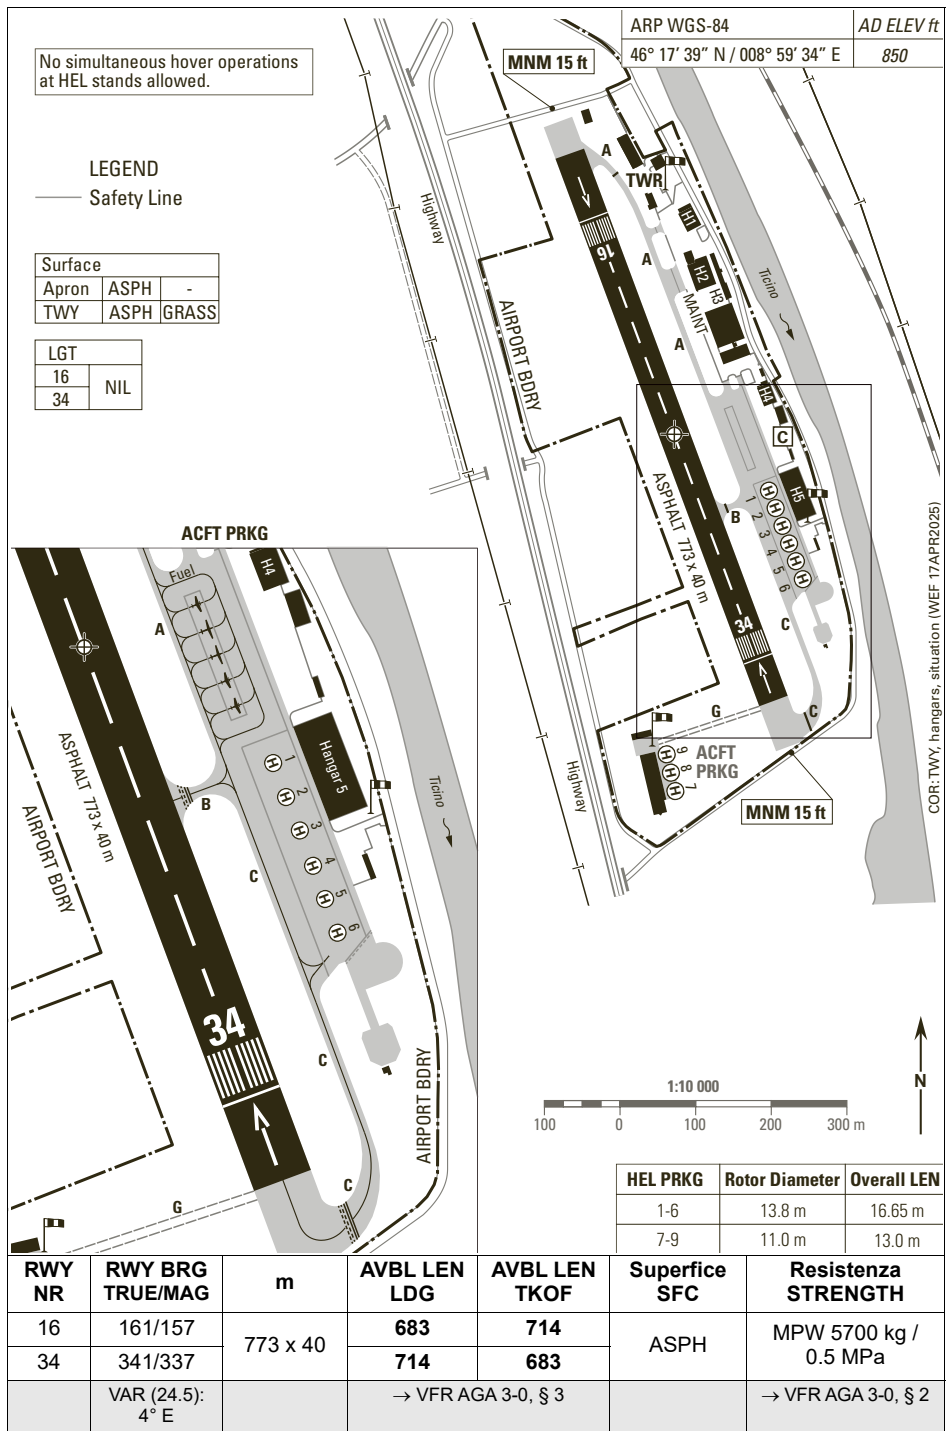 ARP WGS-84
AD ELEV ft
46° 17' 39" N / 008° 59' 34" E
850
No simultaneous hover operations
at HEL stands allowed.
MNM 15 ft
LEGEND
Safety Line
Surface
Apron ASPH -
TWY ASPH GRASS
LGT
16
34
NIL
Highway
A
TWR
H1
16
A
H2
H3
MAINT
A
Ticino
AIRPORT BDRY
H4
C
H5
ASPHALT 773 x 40 m
B
1
2
3
4
5
6
H
H
H
H
H
H
34
C
G
C
9
8
7
H
H
H
ACFT
PRKG
Highway
MNM 15 ft
COR: TWY, hangars, situation (WEF 17APR2025)
ACFT PRKG
Fuel
H4
A
Hangar 5
ASPHALT 773 x 40 m
B
AIRPORT BDRY
Ticino
1
2
3
4
5
6
H
H
H
H
H
H
C
34
C
AIRPORT BDRY
C
G
N
1:10 000
100 0 100 200 300 m
HEL PRKG Rotor Diameter Overall LEN
1-6 13.8 m 16.65 m
7-9 11.0 m 13.0 m
RWY
NR
RWY BRG
TRUE/MAG
m
AVBL LEN
LDG
AVBL LEN
TKOF
Superfice
SFC
Resistenza
STRENGTH
16 161/157 683 714
773 x 40 ASPH
MPW 5700 kg /
0.5 MPa
34 341/337 714 683
VAR (24.5):
4° E
→ VFR AGA 3-0, § 3
→ VFR AGA 3-0, § 2